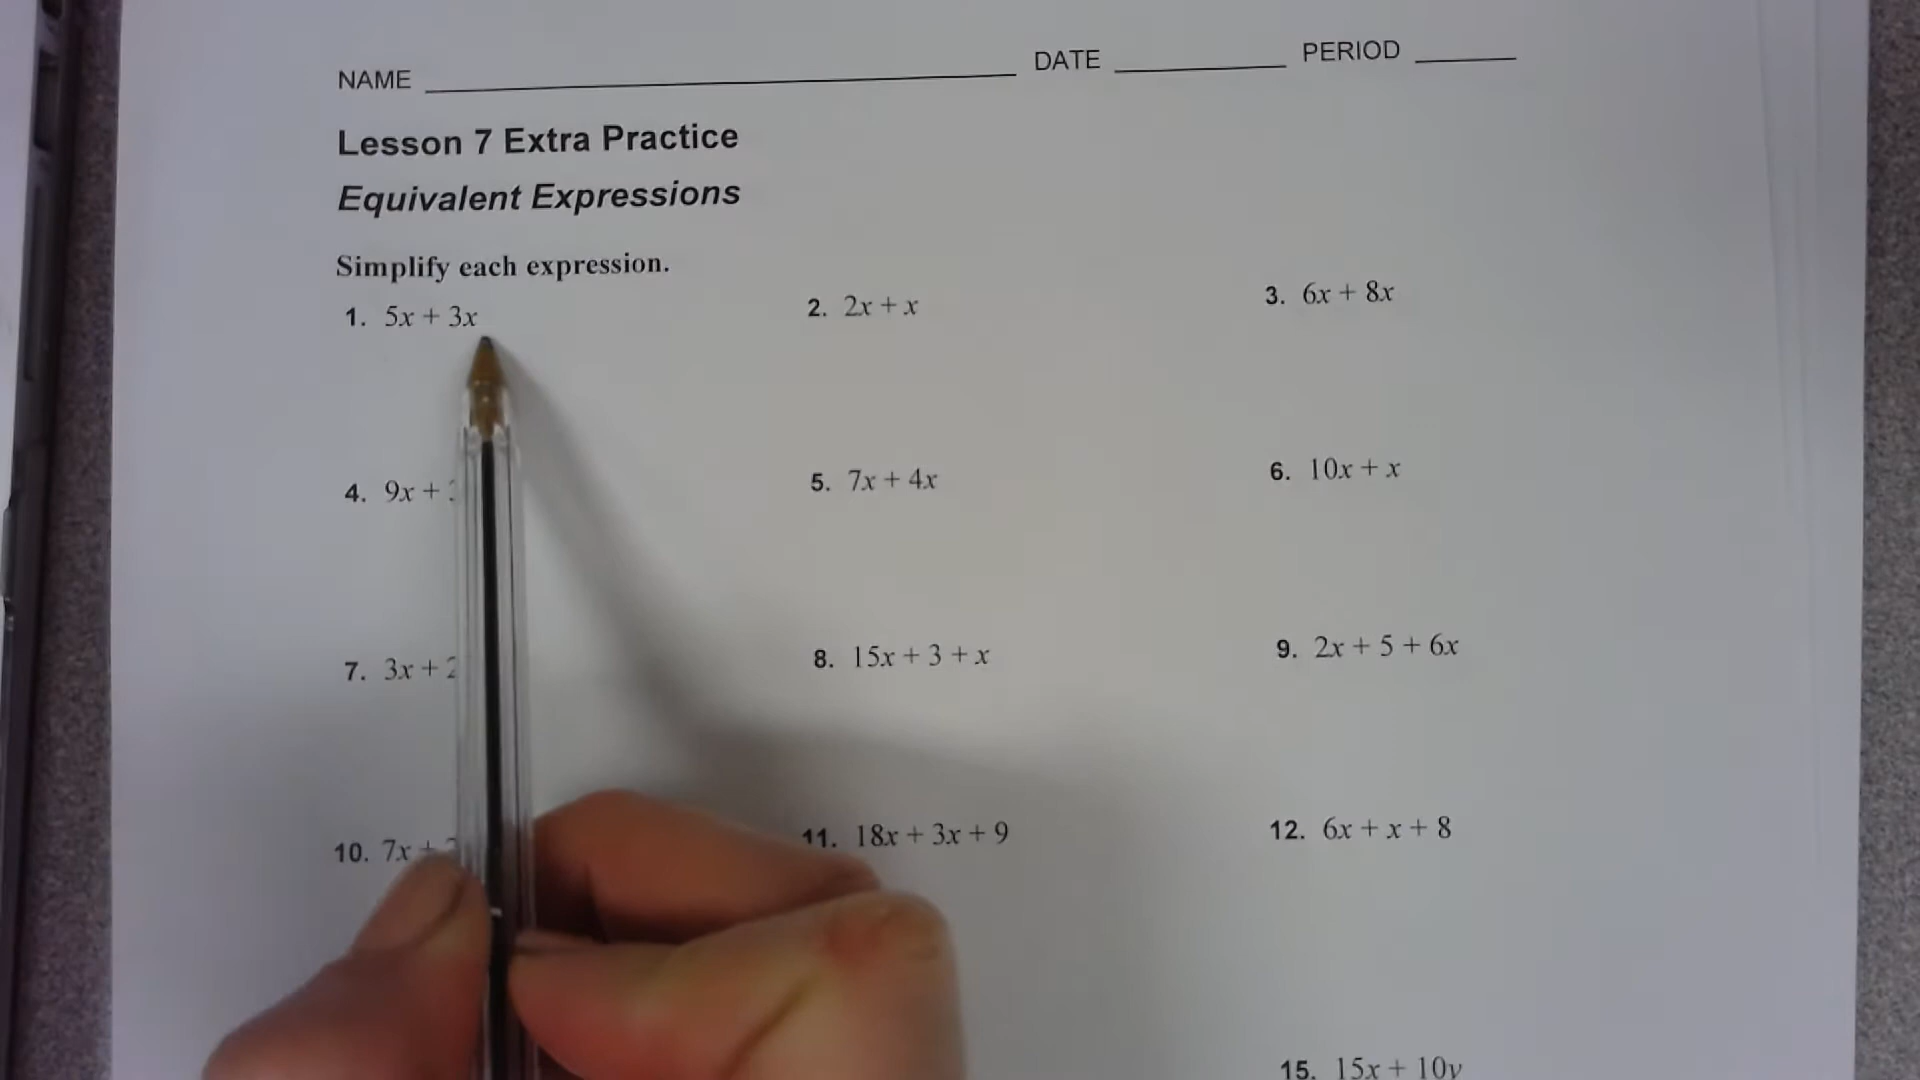 NAME DATE PERIOD
Lesson 7 Extra Practice
Equivalent Expressions
Simplify each expression.
1. 5x + 3x 2. 2x + x 3. 6x + 8x
4. 9x + 5. 7x + 4x 6. 10x + x
7. 3x + 2 8. 15x + 3 + x 9. 2x + 5 + 6x
10. 7x + 11. 18x + 3x + 9 12. 6x + x + 8
15. 15x + 10y